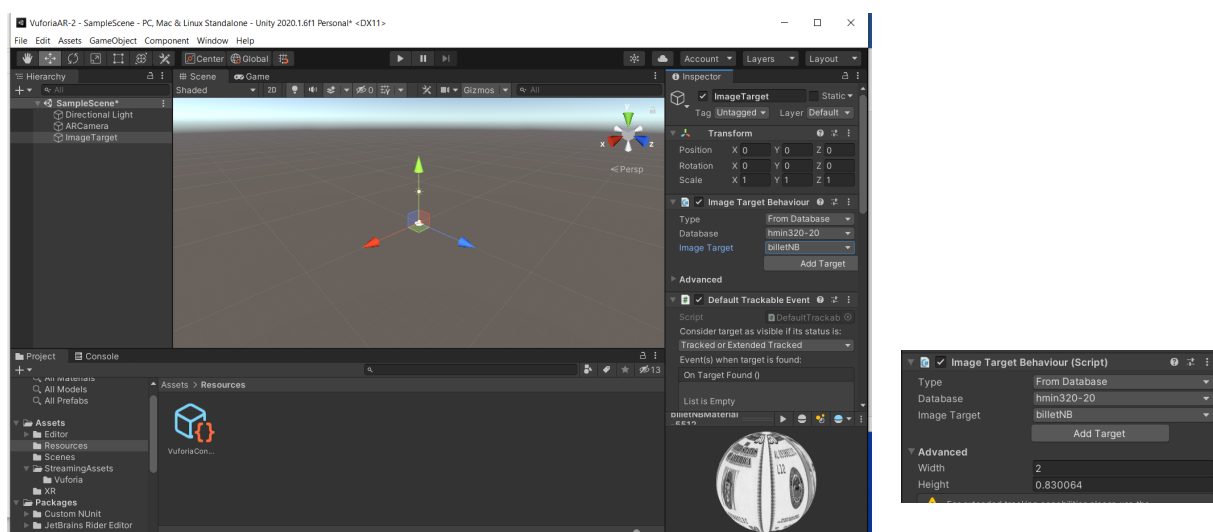 VuforiaAR-2 - SampleScene - PC, Mac & Linux Standalone - Unity 2020.1.6f1 Personal* <DX11>
File Edit Assets GameObject Component Window Help
Center Global Account Layers Layout
Hierarchy
All
SampleScene*
Directional Light
ARCamera
ImageTarget
Scene Game
Shaded 2D 0 Gizmos All
y
x z
Persp
Inspector
ImageTarget Static
Tag Untagged Layer Default
Transform
Position X 0 Y 0 Z 0
Rotation X 0 Y 0 Z 0
Scale X 1 Y 1 Z 1
Image Target Behaviour
Type From Database
Database hmin320-20
Image Target billetNB
Add Target
Advanced
Default Trackable Event
Script DefaultTrackab
Consider target as visible if its status is:
Tracked or Extended Tracked
Event(s) when target is found:
On Target Found ()
List is Empty
billetNBMaterial
Project Console
13
All Materials
All Models
All Prefabs
Assets
Editor
Resources
Scenes
StreamingAssets
Vuforia
XR
Packages
Custom NUnit
JetBrains Rider Editor
Assets > Resources
VuforiaCon...
L12
Image Target Behaviour (Script)
Type From Database
Database hmin320-20
Image Target billetNB
Add Target
Advanced
Width 2
Height 0.830064